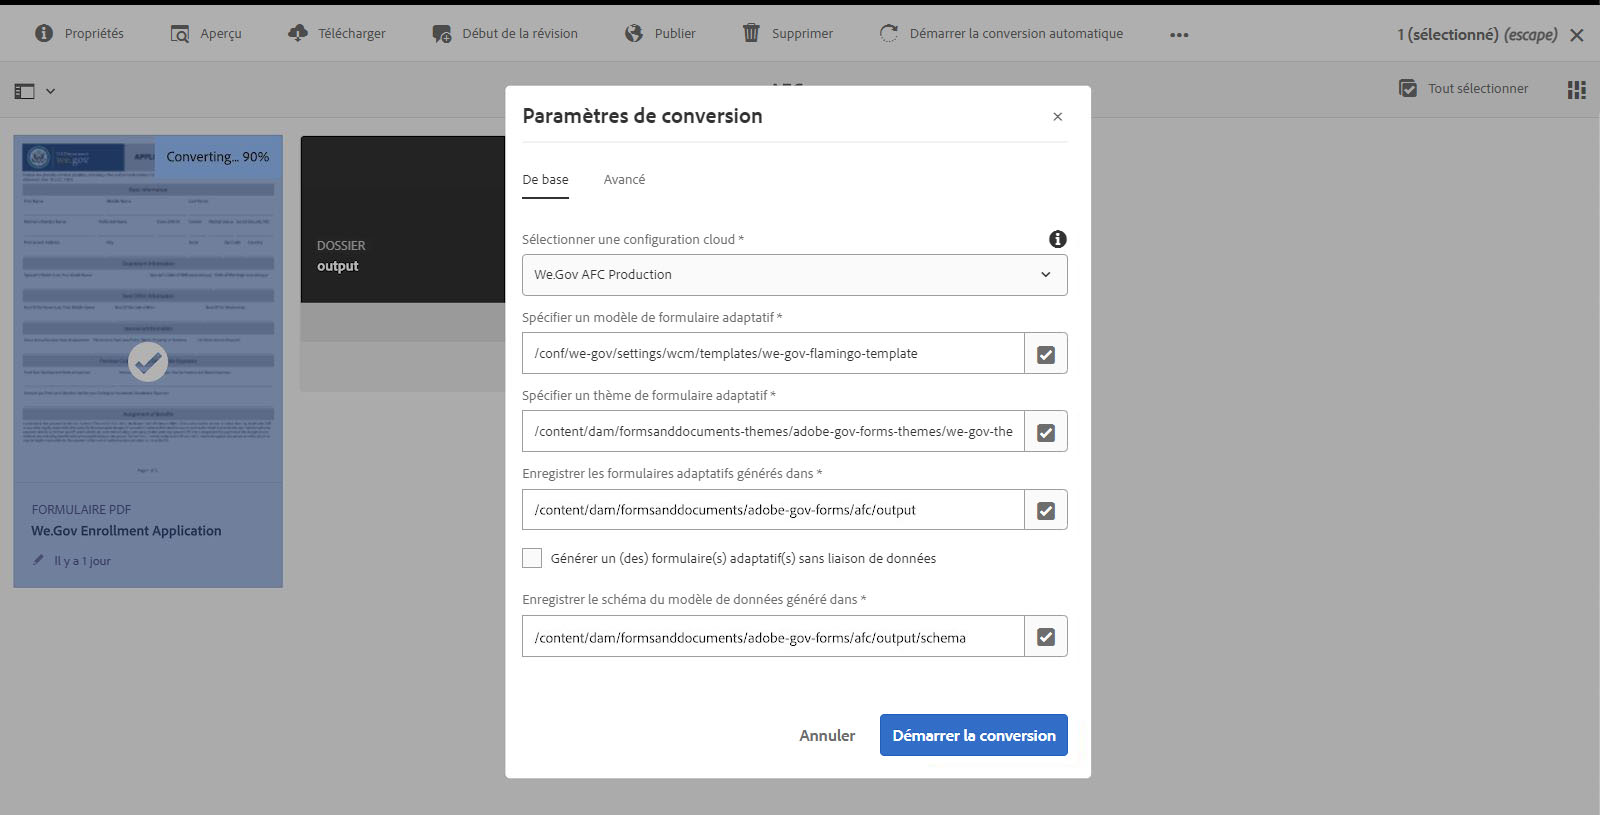 Propriétés
Aperçu
Télécharger
Début de la révision
Publier
Supprimer
Démarrer la conversion automatique
1 (sélectionné) (escape)
Tout sélectionner
we.gov
Converting... 90%
FORMULAIRE PDF
We.Gov Enrollment Application
Il y a 1 jour
DOSSIER
output
Paramètres de conversion
De base
Avancé
Sélectionner une configuration cloud *
We.Gov AFC Production
Spécifier un modèle de formulaire adaptatif *
/conf/we-gov/settings/wcm/templates/we-gov-flamingo-template
Spécifier un thème de formulaire adaptatif *
/content/dam/formsanddocuments-themes/adobe-gov-forms-themes/we-gov-the
Enregistrer les formulaires adaptatifs générés dans *
/content/dam/formsanddocuments/adobe-gov-forms/afc/output
Générer un (des) formulaire(s) adaptatif(s) sans liaison de données
Enregistrer le schéma du modèle de données généré dans *
/content/dam/formsanddocuments/adobe-gov-forms/afc/output/schema
Annuler
Démarrer la conversion